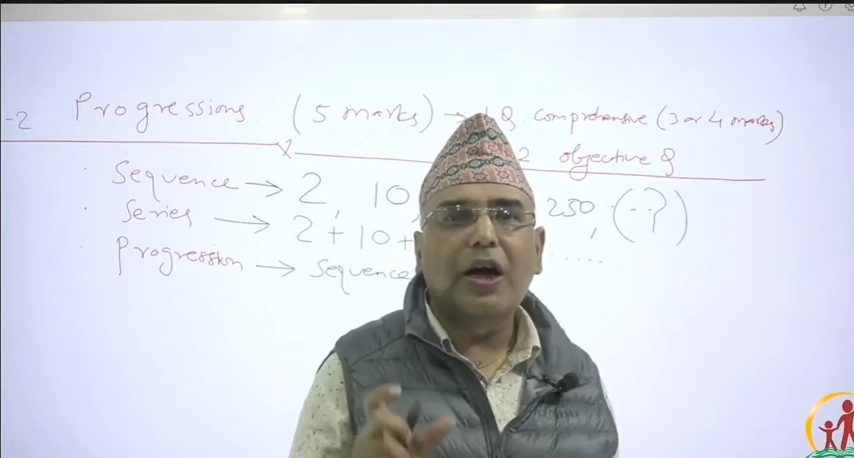 -2 Progressions (5 marks) → 1 Q comprehensive (3 or 4 marks)
2 objective Q
. Sequence → 2, 10, 250, (--?)
. Series → 2 + 10 + .....
. Progression → Sequence